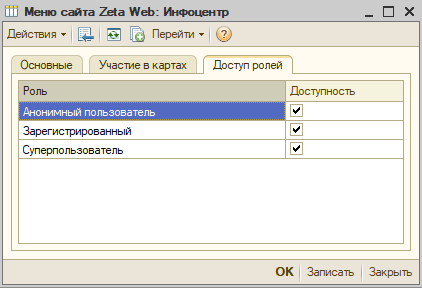 Меню сайта Zeta Web: Инфоцентр
Действия Перейти ?
Основные Участие в картах Доступ ролей
Роль Доступность
Анонимный пользователь
Зарегистрированный
Суперпользователь
OK Записать Закрыть